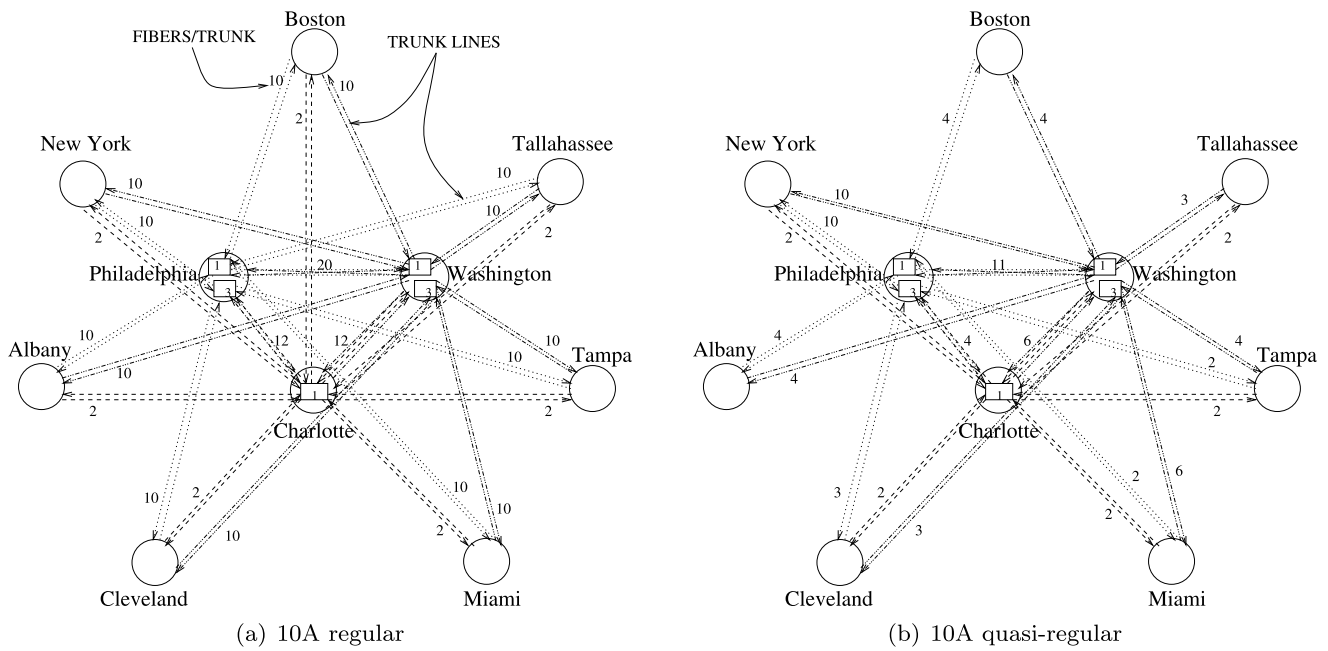 Boston
FIBERS/TRUNK
TRUNK LINES
10
10
2
New York
Tallahassee
10
10
10
10
2
2
Philadelphia
1
3
20
1
3
Washington
10
12
12
10
10
Albany
10
Tampa
2
1
2
Charlotte
10
2
10
10
2
10
Cleveland
Miami
(a) 10A regular
Boston
4
4
New York
Tallahassee
10
3
10
2
2
Philadelphia
1
3
11
1
3
Washington
4
4
6
4
2
Albany
4
Tampa
1
2
Charlotte
3
2
2
6
2
3
Cleveland
Miami
(b) 10A quasi-regular